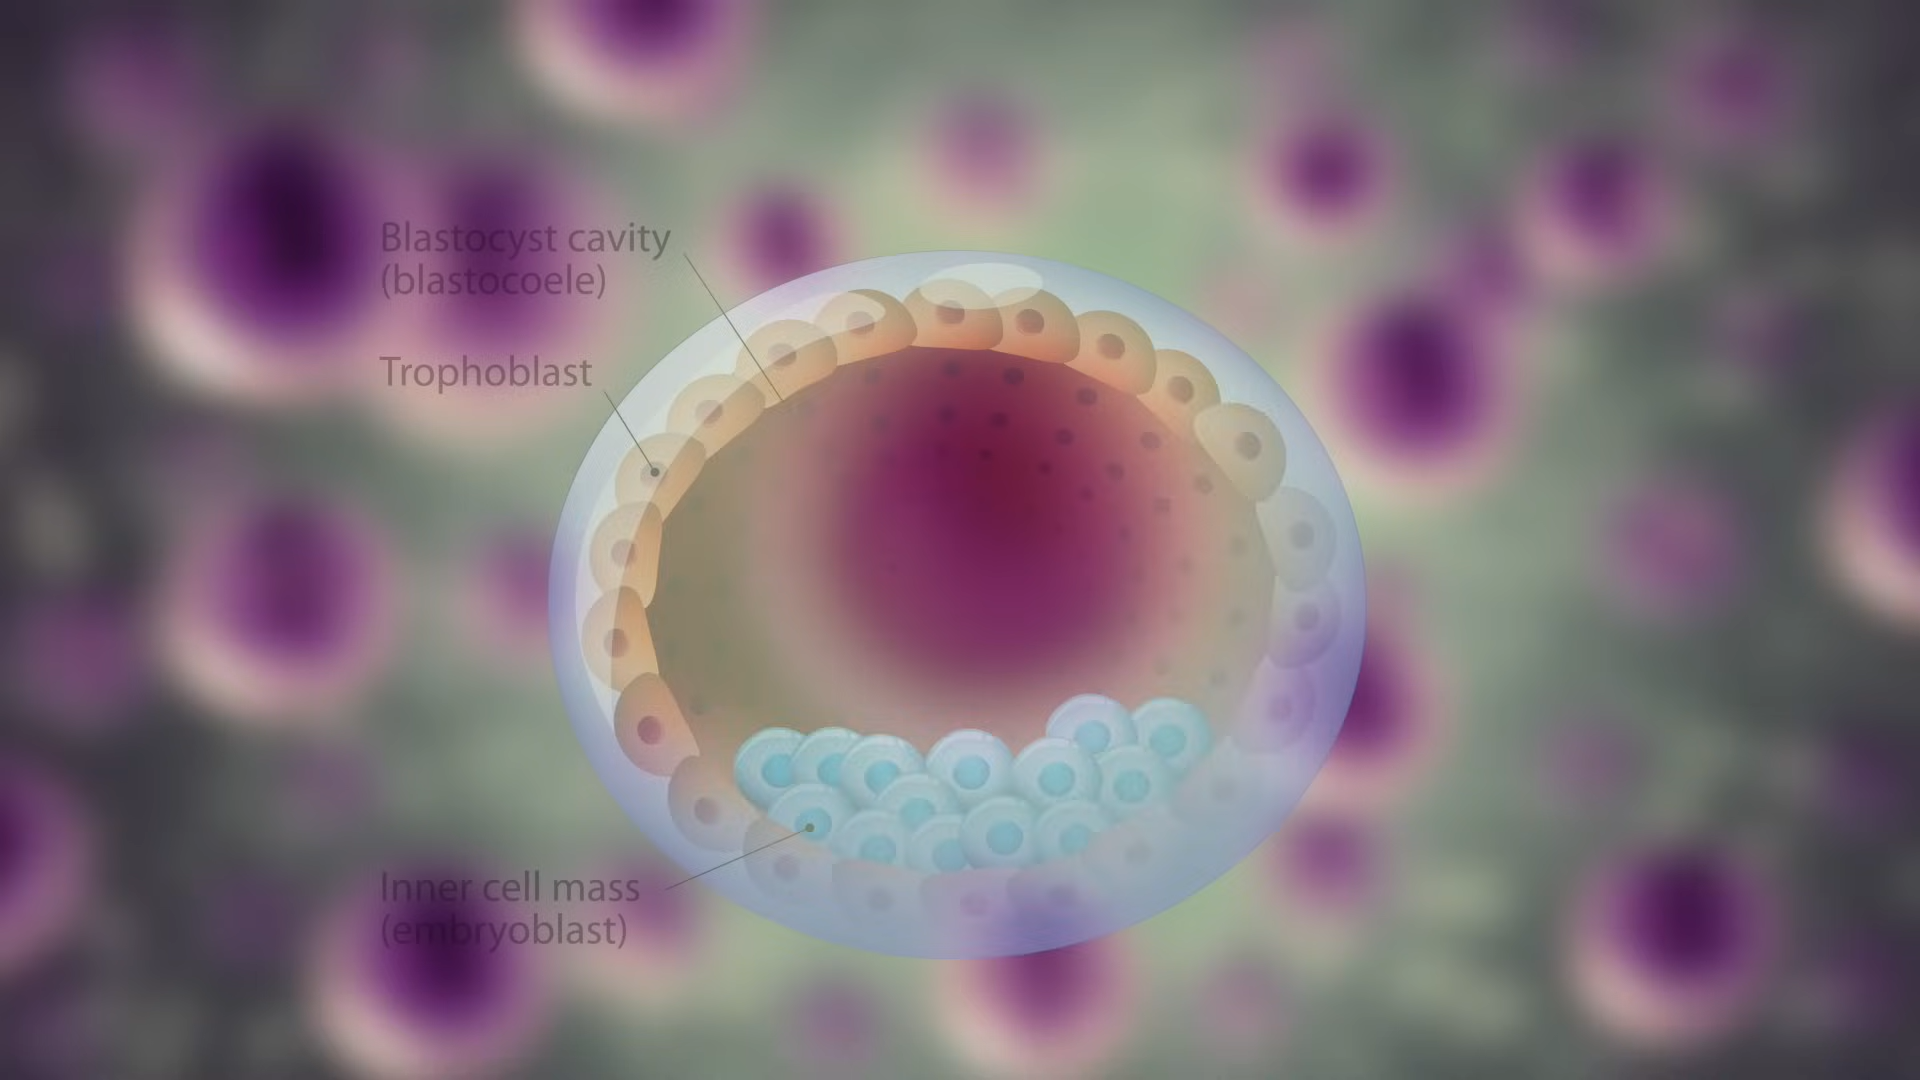 Blastocyst cavity
(blastocoele)
Trophoblast
Inner cell mass
(embryoblast)